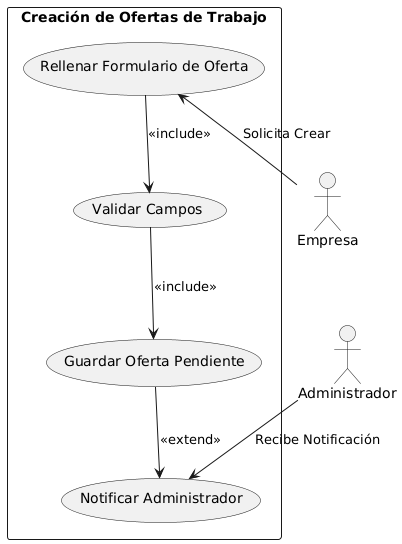 Creación de Ofertas de Trabajo
Rellenar Formulario de Oferta
«include»
Solicita Crear
Validar Campos
Empresa
«include»
Guardar Oferta Pendiente
Administrador
«extend»
Recibe Notificación
Notificar Administrador